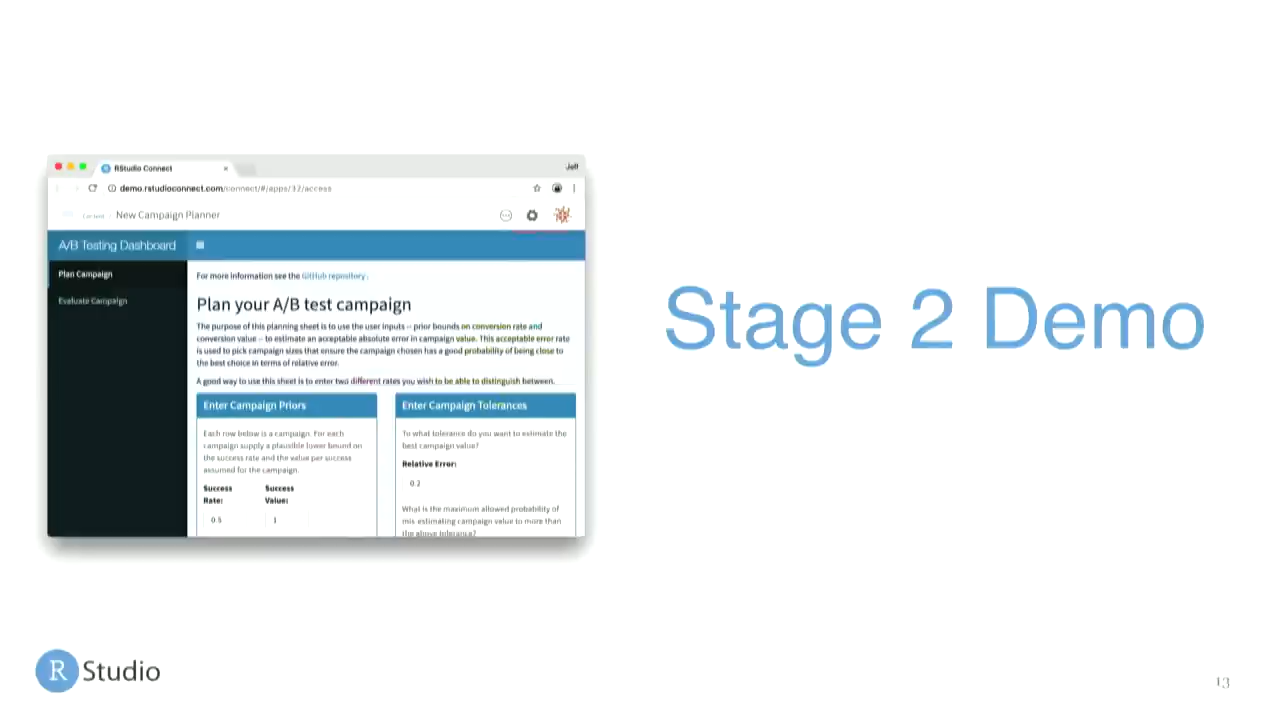 RStudio Connect
Jeff
demo.rstudioconnect.com/connect/#/apps/37/access
New Campaign Planner
A/B Testing Dashboard
Plan Campaign
Evaluate Campaign
For more information see the GitHub repository.
Plan your A/B test campaign
The purpose of this planning sheet is to use the user inputs -- prior bounds on conversion rate and
conversion value -- to estimate an acceptable absolute error in campaign value. This acceptable error rate
is used to pick campaign sizes that ensure the campaign chosen has a good probability of being close to
the best choice in terms of relative error.
A good way to use this sheet is to enter two different rates you wish to be able to distinguish between.
Enter Campaign Priors
Each row below is a campaign. For each
campaign supply a plausible lower bound on
the success rate and the value per success
assumed for the campaign.
Success Success
Rate: Value:
0.5 1
Enter Campaign Tolerances
To what tolerance do you want to estimate the
best campaign value?
Relative Error:
0.2
What is the maximum allowed probability of
mis estimating campaign value to more than
the above tolerance?
Stage 2 Demo
R Studio
13